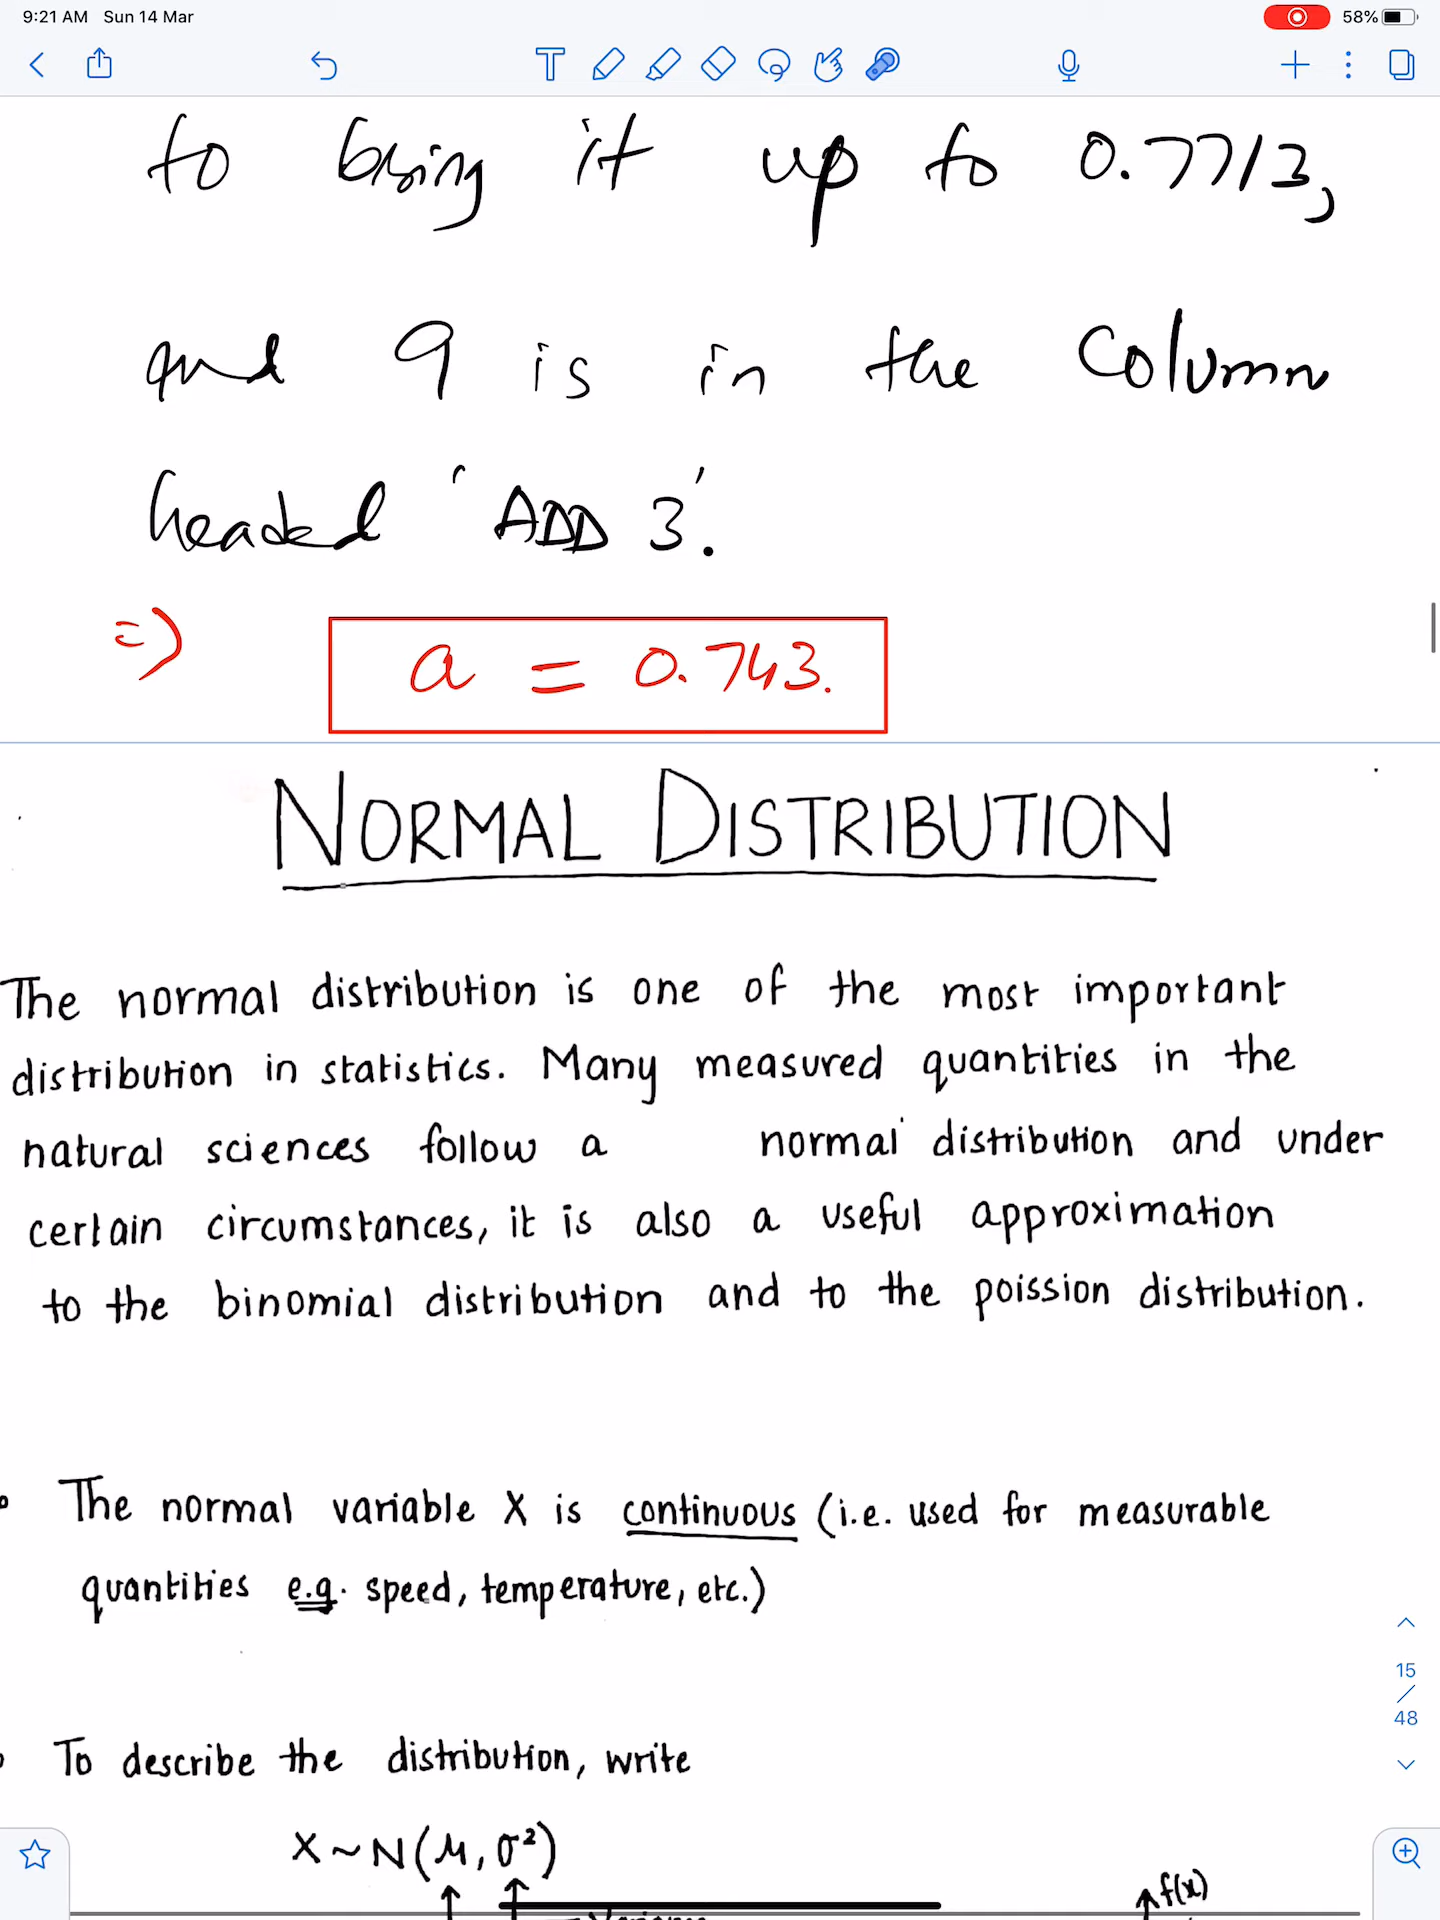 9:21 AM Sun 14 Mar 58%
to bring it up to 0.7713,
and 9 is in the column
headed 'ADD 3'.
=) a = 0.743.
NORMAL DISTRIBUTION
The normal distribution is one of the most important
distribution in statistics. Many measured quantities in the
natural sciences follow a normal distribution and under
certain circumstances, it is also a useful approximation
to the binomial distribution and to the poission distribution.
The normal variable X is continuous (i.e. used for measurable
quantities e.g. speed, temperature, etc.)
15
/
48
To describe the distribution, write
X~N(μ, σ²)
f(x)